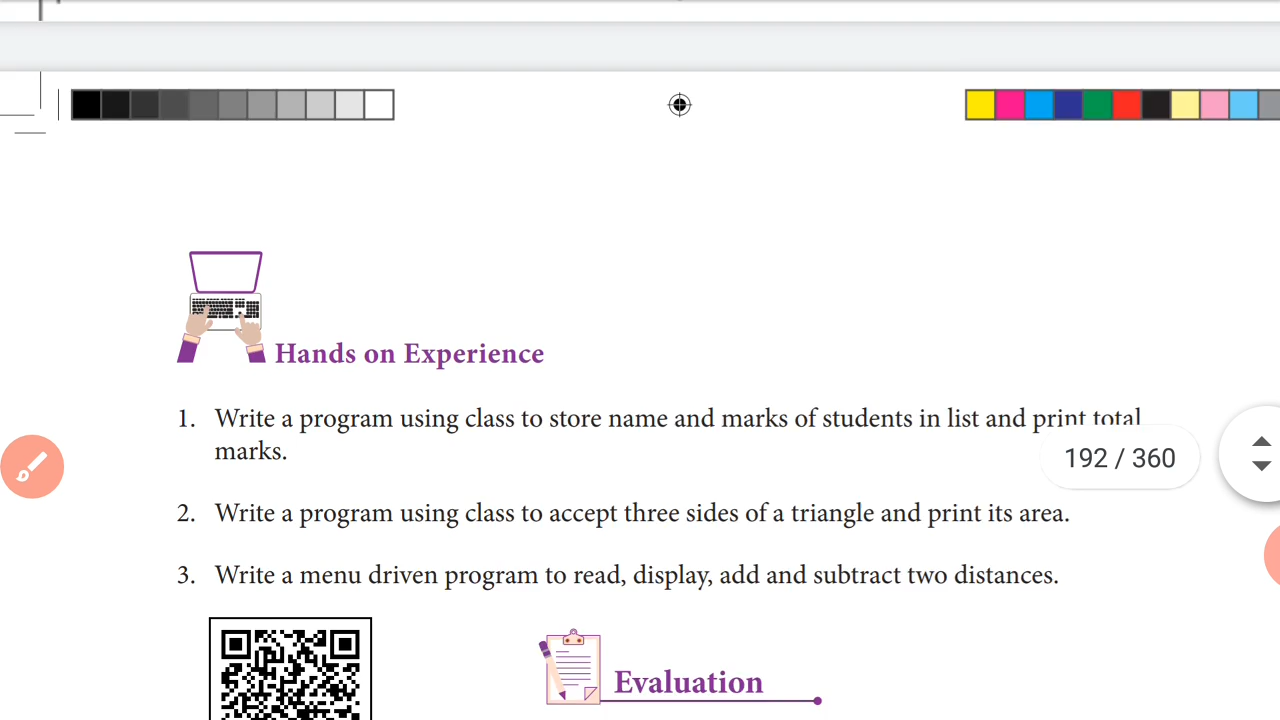 Hands on Experience
1. Write a program using class to store name and marks of students in list and print total
marks.
192 / 360
2. Write a program using class to accept three sides of a triangle and print its area.
3. Write a menu driven program to read, display, add and subtract two distances.
Evaluation